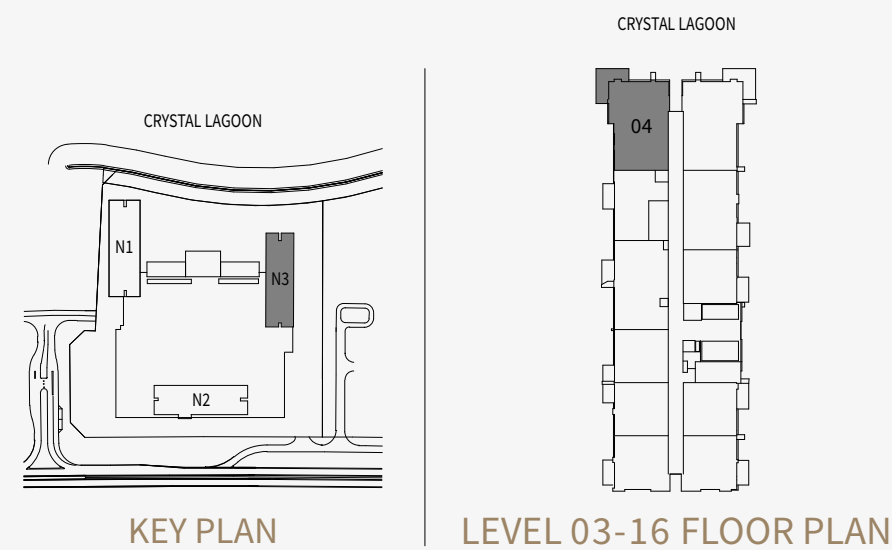 CRYSTAL LAGOON
N1
N3
N2
KEY PLAN
CRYSTAL LAGOON
04
LEVEL 03-16 FLOOR PLAN